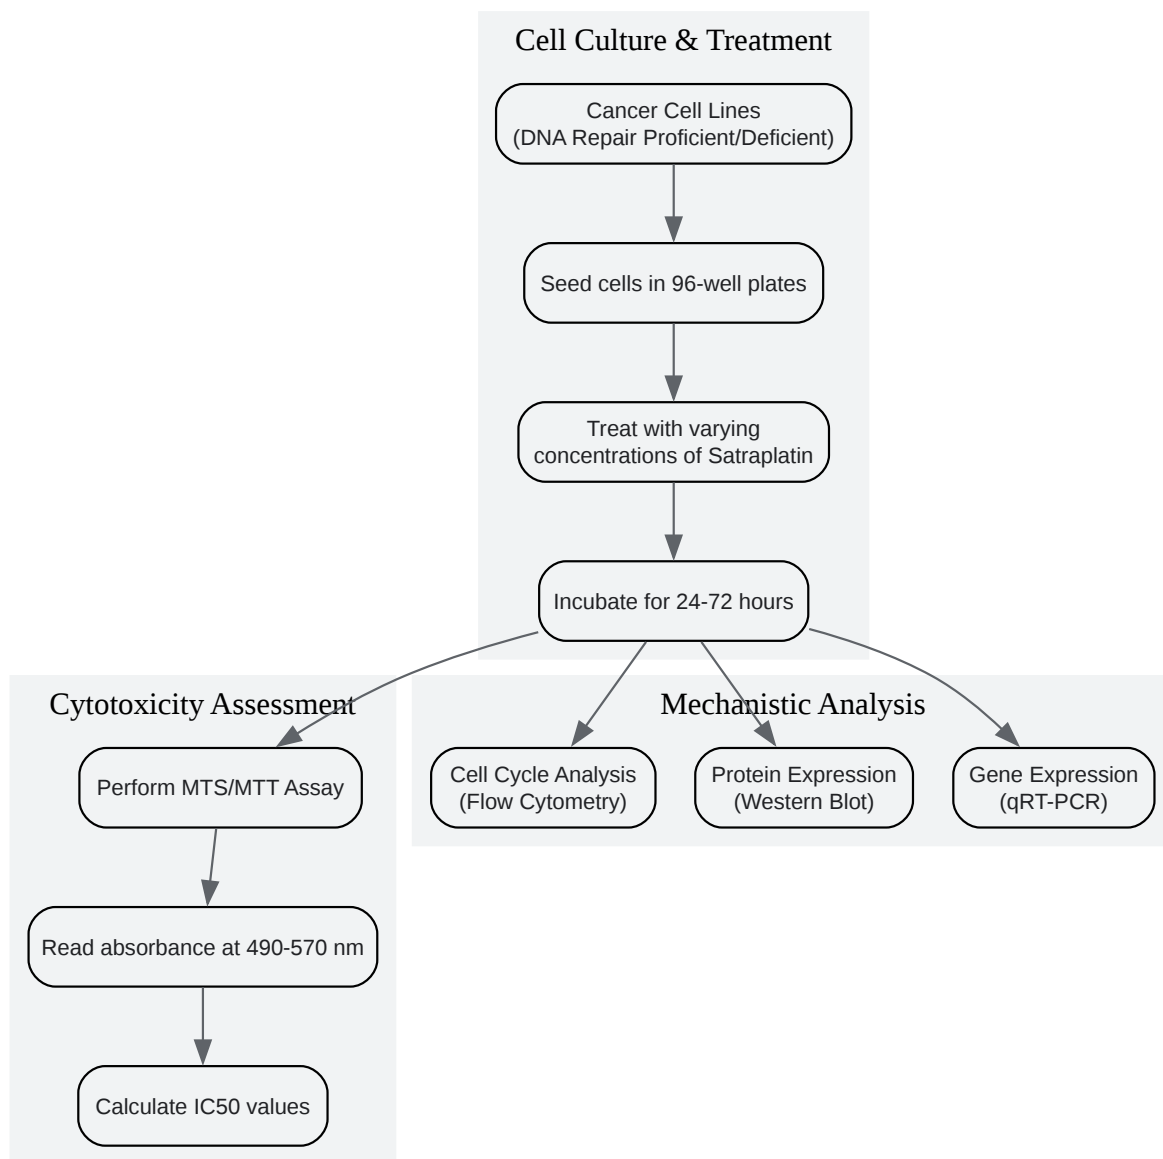 Cell Culture & Treatment
Cancer Cell Lines
(DNA Repair Proficient/Deficient)
Seed cells in 96-well plates
Treat with varying
concentrations of Satraplatin
Incubate for 24-72 hours
Cytotoxicity Assessment
Perform MTS/MTT Assay
Read absorbance at 490-570 nm
Calculate IC50 values
Mechanistic Analysis
Cell Cycle Analysis
(Flow Cytometry)
Protein Expression
(Western Blot)
Gene Expression
(qRT-PCR)